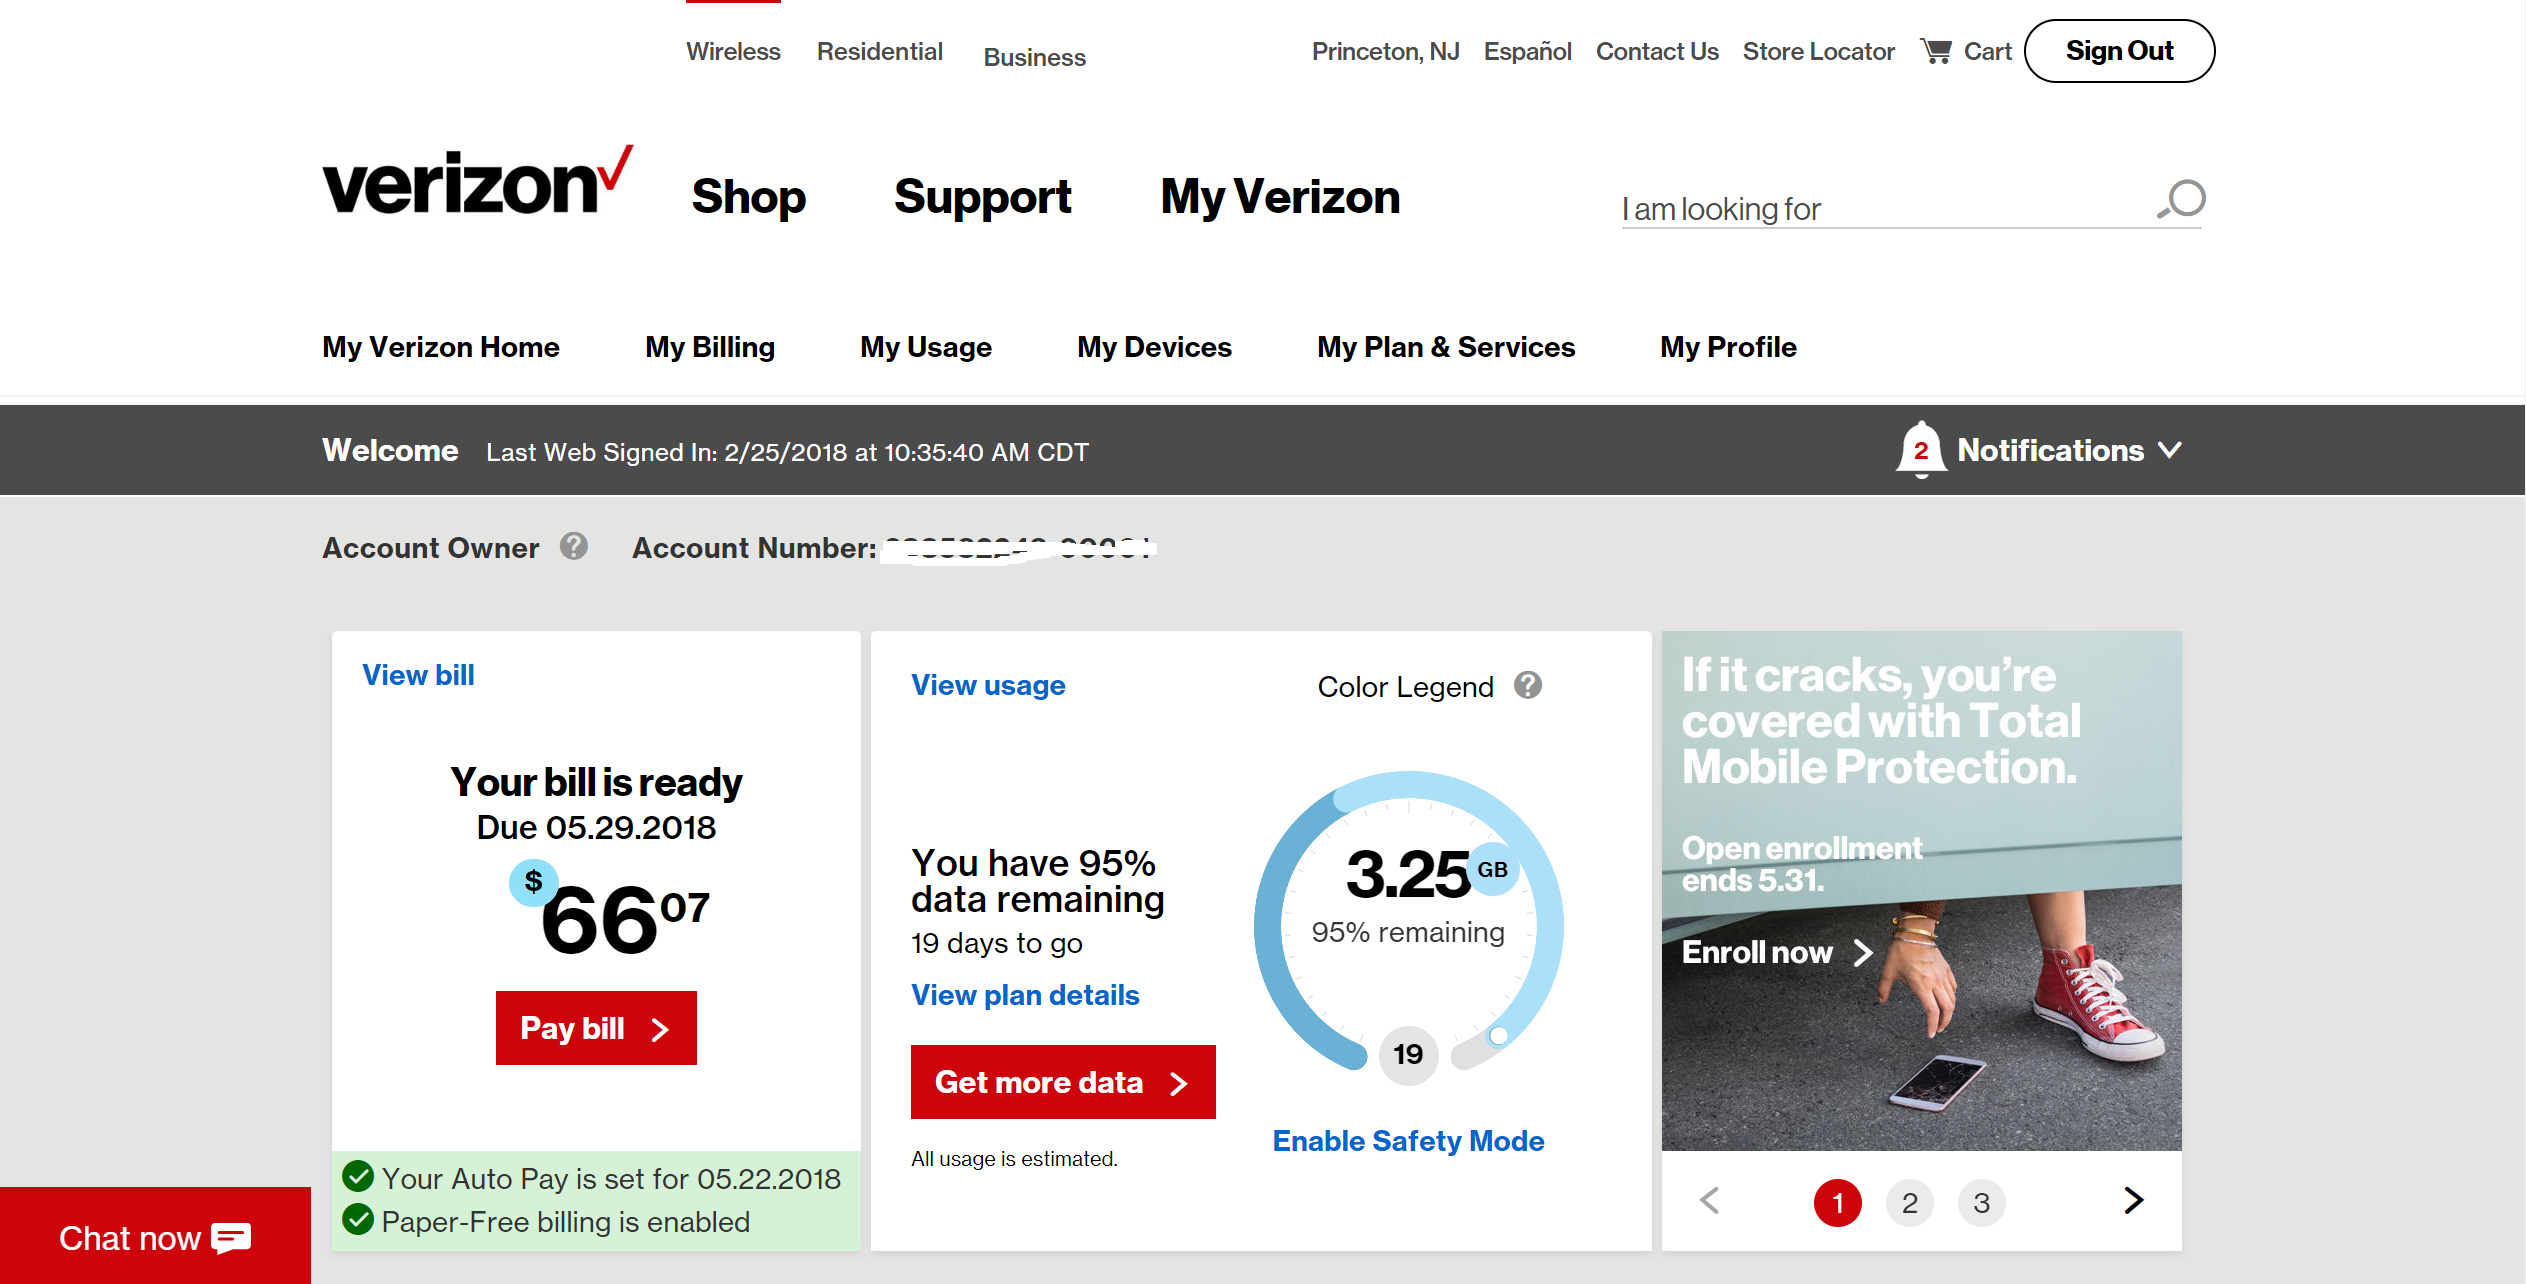 Wireless Residential Business Princeton, NJ Español Contact Us Store Locator Cart Sign Out
verizon Shop Support My Verizon I am looking for
My Verizon Home My Billing My Usage My Devices My Plan & Services My Profile
Welcome Last Web Signed In: 2/25/2018 at 10:35:40 AM CDT 2 Notifications
Account Owner ? Account Number:
View bill
Your bill is ready
Due 05.29.2018
$66 07
Pay bill
Your Auto Pay is set for 05.22.2018
Paper-Free billing is enabled
Chat now
View usage Color Legend ?
You have 95%
data remaining
19 days to go
View plan details
Get more data
All usage is estimated.
3.25 GB
95% remaining
19
Enable Safety Mode
If it cracks, you're
covered with Total
Mobile Protection.
Open enrollment
ends 5.31.
Enroll now
1 2 3